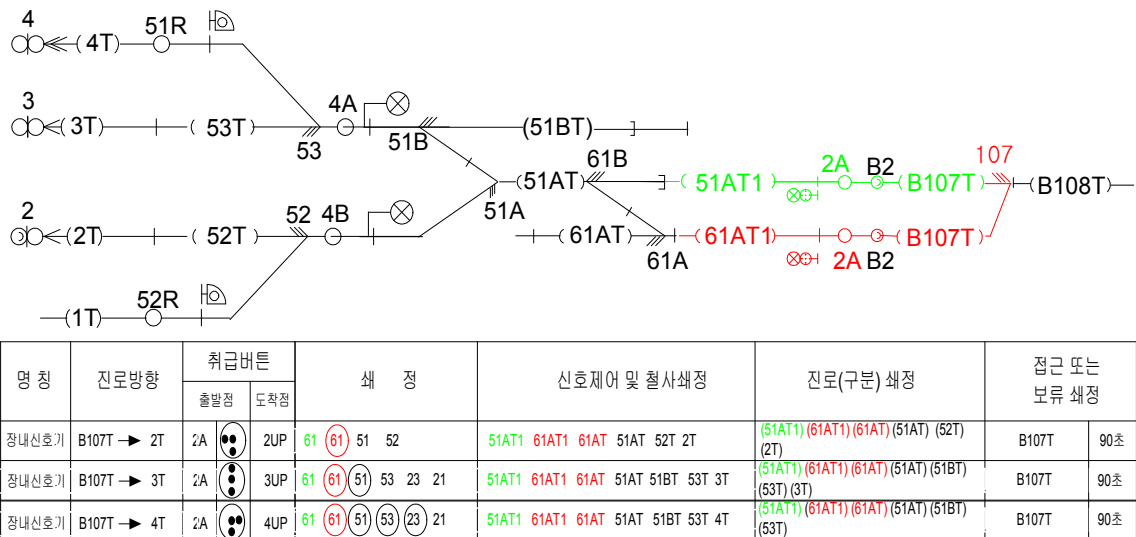 4
51R
(4T)
3
4A
(3T)
(53T)
53
51B
(51BT)
61B
2A B2
107
(51AT)
(51AT1)
(B107T)
(B108T)
2
52
4B
51A
(2T)
(52T)
(61AT)
(61AT1)
(B107T)
61A
2A B2
52R
(1T)
명 칭 진로방향 취급버튼 쇄 정 신호제어 및 철사쇄정 진로(구분) 쇄정 접근 또는
보류 쇄정
출발점 도착점
장내신호기 B107T 2T 2A 2UP 61 61 51 52 51AT1 61AT1 61AT 51AT 52T 2T (51AT1) (61AT1) (61AT) (51AT) (52T)
(2T) B107T 90초
장내신호기 B107T 3T 2A 3UP 61 61 51 53 23 21 51AT1 61AT1 61AT 51AT 51BT 53T 3T (51AT1) (61AT1) (61AT) (51AT) (51BT)
(53T) (3T) B107T 90초
장내신호기 B107T 4T 2A 4UP 61 61 51 53 23 21 51AT1 61AT1 61AT 51AT 51BT 53T 4T (51AT1) (61AT1) (61AT) (51AT) (51BT)
(53T) B107T 90초